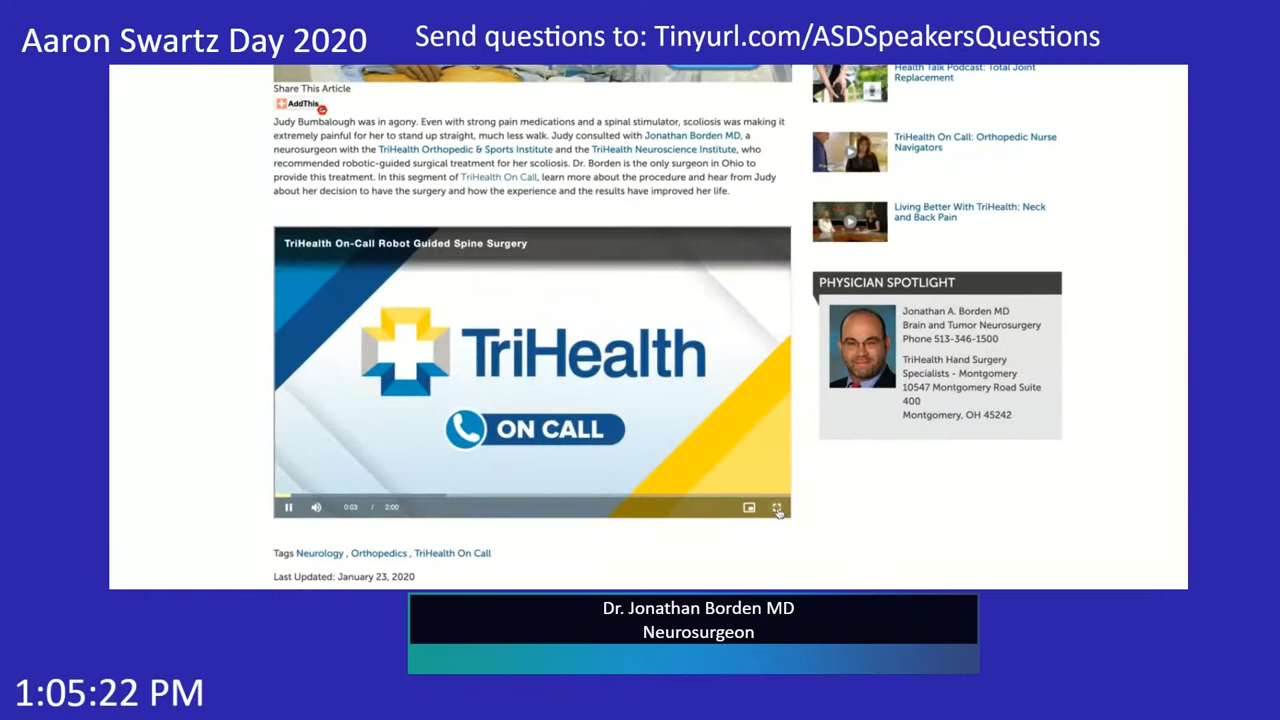 Aaron Swartz Day 2020
Send questions to: Tinyurl.com/ASDSpeakersQuestions
Share This Article
AddThis
Judy Bumbalough was in agony. Even with strong pain medications and a spinal stimulator, scoliosis was making it
extremely painful for her to stand up straight, much less walk. Judy consulted with Jonathan Borden MD, a
neurosurgeon with the TriHealth Orthopedic & Sports Institute and the TriHealth Neuroscience Institute, who
recommended robotic-guided surgical treatment for her scoliosis. Dr. Borden is the only surgeon in Ohio to
provide this treatment. In this segment of TriHealth On Call, learn more about the procedure and hear from Judy
about her decision to have the surgery and how the experience and the results have improved her life.
TriHealth On-Call Robot Guided Spine Surgery
TriHealth
ON CALL
0:03 / 2:00
Tags Neurology , Orthopedics , TriHealth On Call
Last Updated: January 23, 2020
Health Talk Podcast: Total Joint
Replacement
TriHealth On Call: Orthopedic Nurse
Navigators
Living Better With TriHealth: Neck
and Back Pain
PHYSICIAN SPOTLIGHT
Jonathan A. Borden MD
Brain and Tumor Neurosurgery
Phone 513-346-1500
TriHealth Hand Surgery
Specialists - Montgomery
10547 Montgomery Road Suite
400
Montgomery, OH 45242
Dr. Jonathan Borden MD
Neurosurgeon
1:05:22 PM